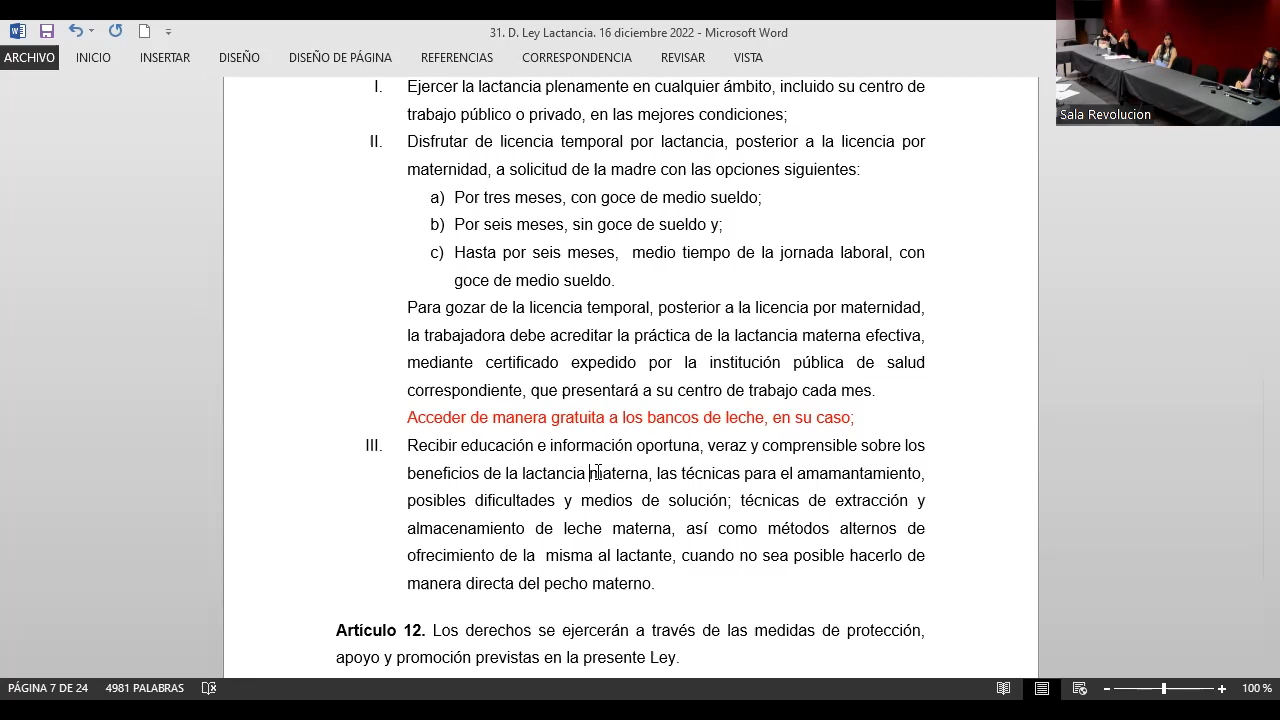 31. D. Ley Lactancia. 16 diciembre 2022 - Microsoft Word
ARCHIVO INICIO INSERTAR DISEÑO DISEÑO DE PÁGINA REFERENCIAS CORRESPONDENCIA REVISAR VISTA
Sala Revolucion
I. Ejercer la lactancia plenamente en cualquier ámbito, incluido su centro de
trabajo público o privado, en las mejores condiciones;
II. Disfrutar de licencia temporal por lactancia, posterior a la licencia por
maternidad, a solicitud de la madre con las opciones siguientes:
a) Por tres meses, con goce de medio sueldo;
b) Por seis meses, sin goce de sueldo y;
c) Hasta por seis meses, medio tiempo de la jornada laboral, con
goce de medio sueldo.
Para gozar de la licencia temporal, posterior a la licencia por maternidad,
la trabajadora debe acreditar la práctica de la lactancia materna efectiva,
mediante certificado expedido por la institución pública de salud
correspondiente, que presentará a su centro de trabajo cada mes.
Acceder de manera gratuita a los bancos de leche, en su caso;
III. Recibir educación e información oportuna, veraz y comprensible sobre los
beneficios de la lactancia materna, las técnicas para el amamantamiento,
posibles dificultades y medios de solución; técnicas de extracción y
almacenamiento de leche materna, así como métodos alternos de
ofrecimiento de la misma al lactante, cuando no sea posible hacerlo de
manera directa del pecho materno.
Artículo 12. Los derechos se ejercerán a través de las medidas de protección,
apoyo y promoción previstas en la presente Ley.
PÁGINA 7 DE 24 4981 PALABRAS 100 %